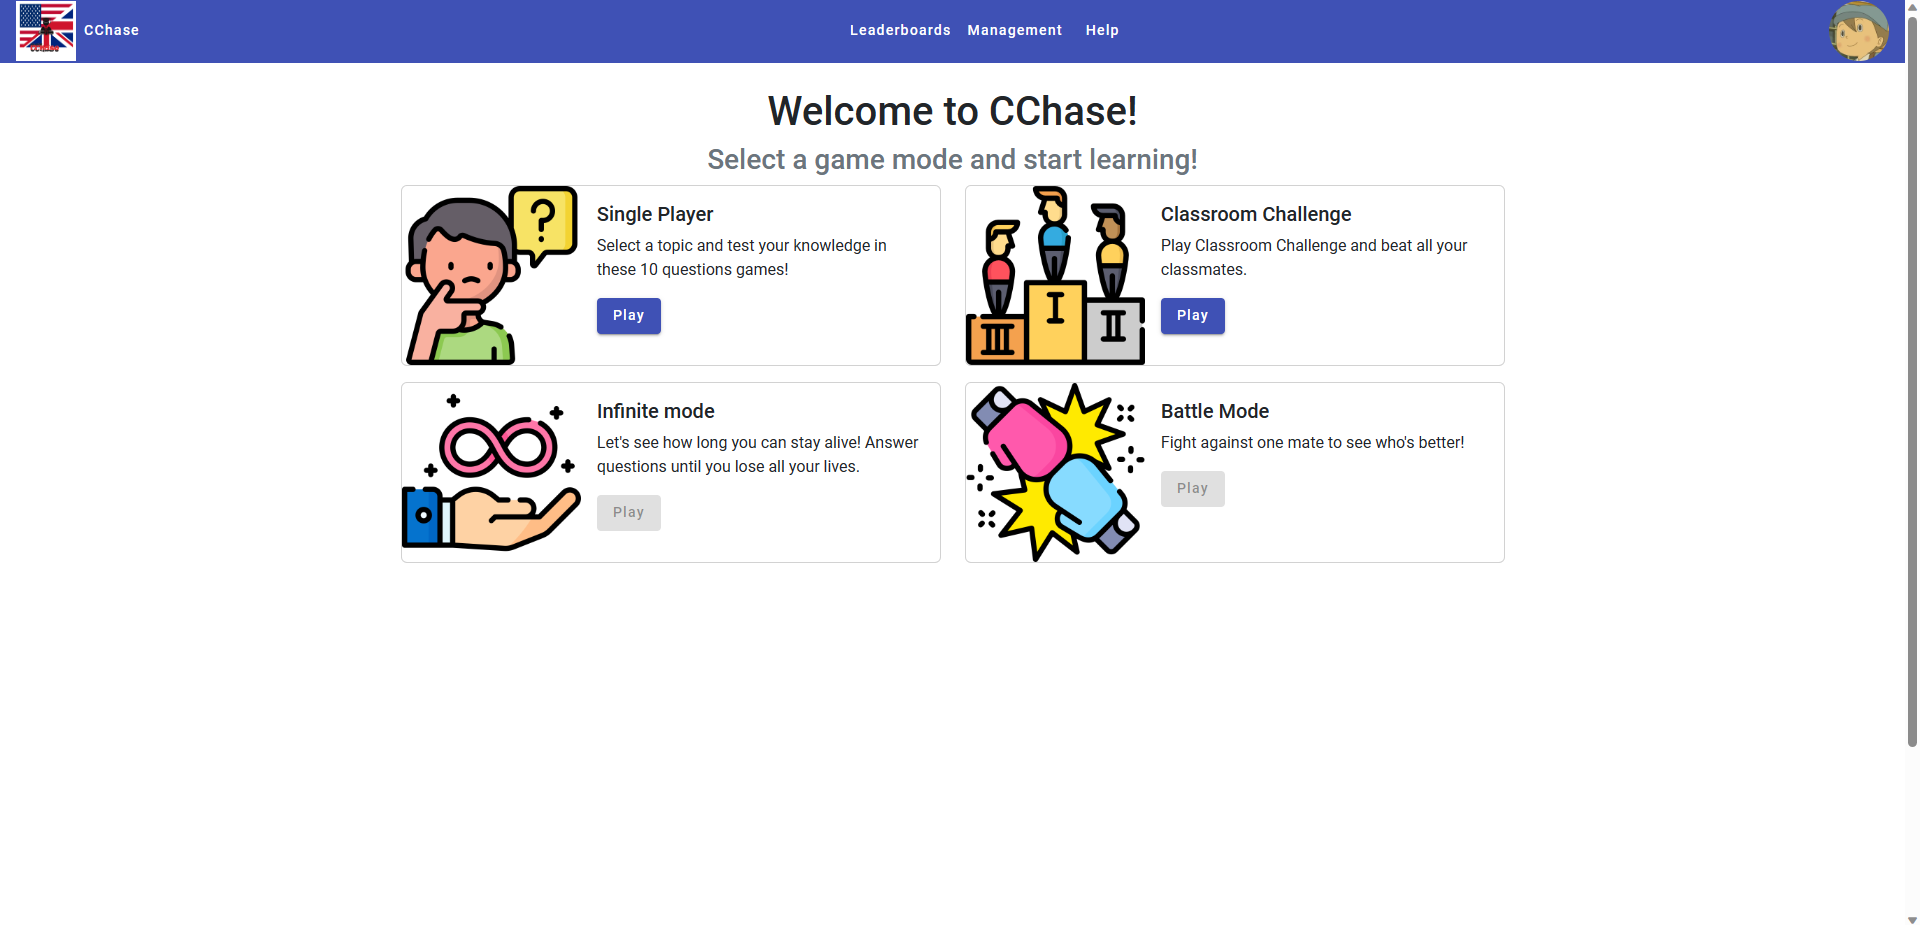 CChase
CChase
Leaderboards Management Help
Welcome to CChase!
Select a game mode and start learning!
?
Single Player
Select a topic and test your knowledge in
these 10 questions games!
Play
III I II
Classroom Challenge
Play Classroom Challenge and beat all your
classmates.
Play
Infinite mode
Let's see how long you can stay alive! Answer
questions until you lose all your lives.
Play
Battle Mode
Fight against one mate to see who's better!
Play